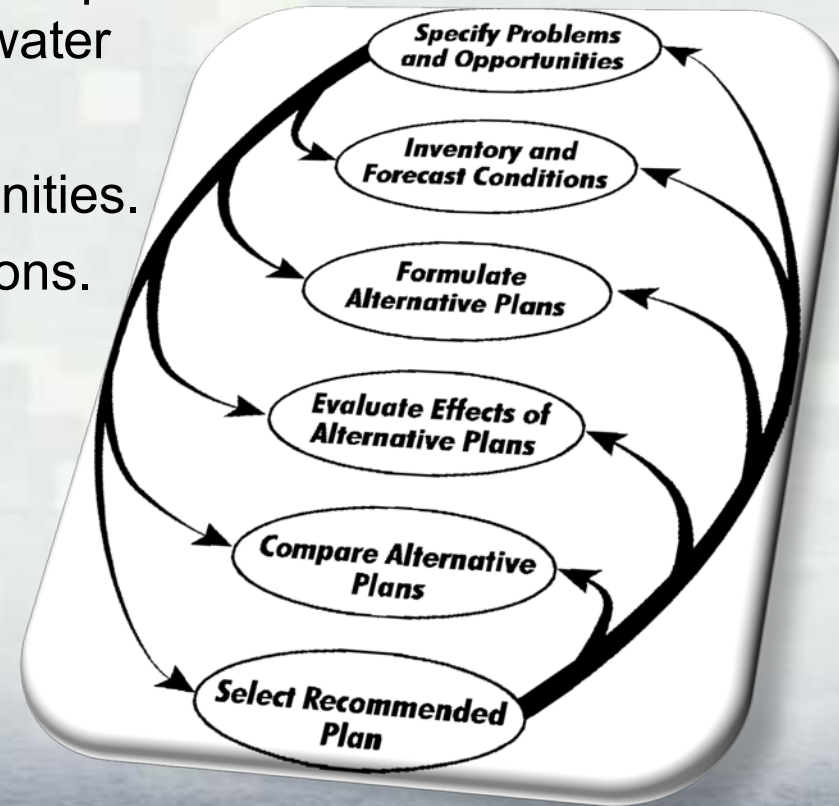 water
nities.
ons.
Specify Problems
and Opportunities
Inventory and
Forecast Conditions
Formulate
Alternative Plans
Evaluate Effects of
Alternative Plans
Compare Alternative
Plans
Select Recommended
Plan